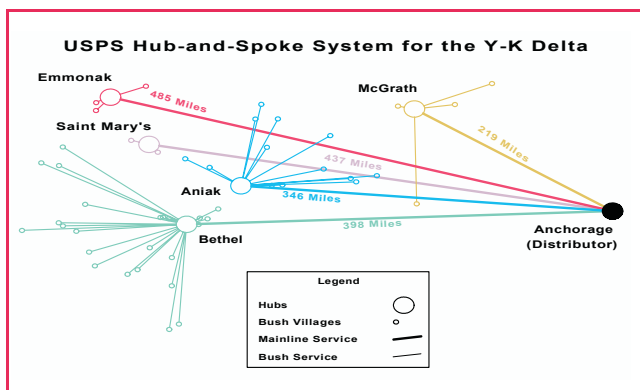 USPS Hub-and-Spoke System for the Y-K Delta
Emmonak
McGrath
485 Miles
Saint Mary's
219 Miles
437 Miles
Aniak
346 Miles
398 Miles
Bethel
Anchorage
(Distributor)
Legend
Hubs
Bush Villages
Mainline Service
Bush Service